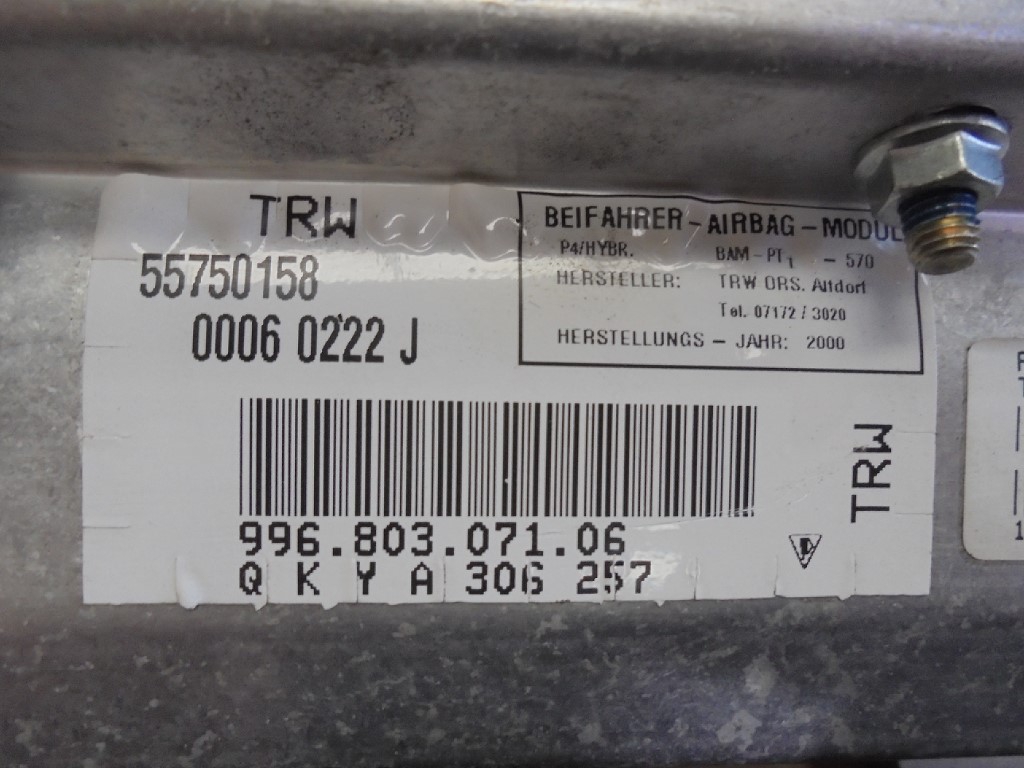 TRW
55750158
0006 0222 J
BEIFAHRER - AIRBAG - MODUL
P4/HYBR. BAM - PT1 - 570
HERSTELLER: TRW ORS. Altdorf
Tel. 07172 / 3020
HERSTELLUNGS - JAHR: 2000
996.803.071.06
Q K Y A 306 257
TRW